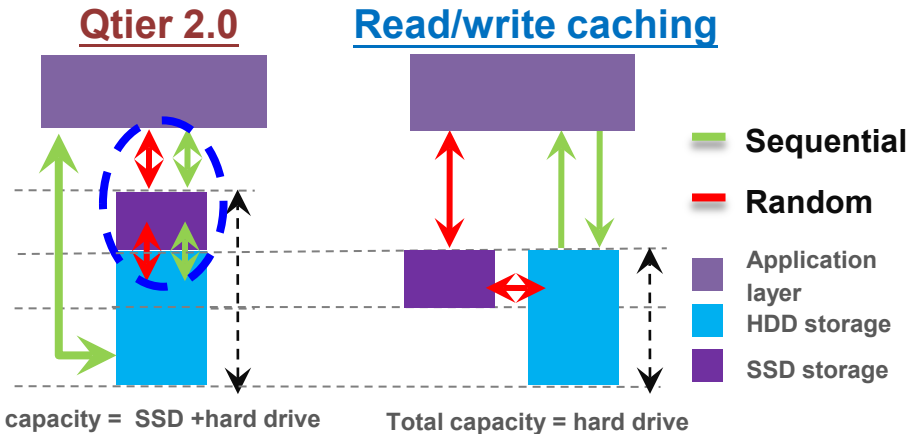 Qtier 2.0
Read/write caching
Sequential
Random
Application
layer
HDD storage
SSD storage
capacity = SSD +hard drive
Total capacity = hard drive